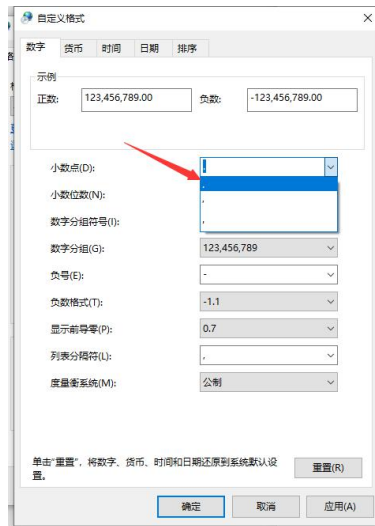 自定义格式
数字 货币 时间 日期 排序
示例
正数: 123,456,789.00 负数: -123,456,789.00
小数点(D): .
小数位数(N):
数字分组符号(I):
数字分组(G): 123,456,789
负号(E): -
负数格式(T): -1.1
显示前导零(P): 0.7
列表分隔符(L): ,
度量衡系统(M): 公制
单击"重置"，将数字、货币、时间和日期还原到系统默认设
置。
重置(R)
确定 取消 应用(A)